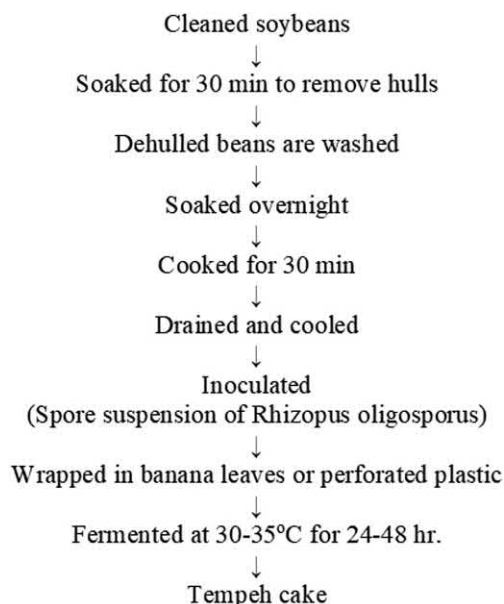 Cleaned soybeans
↓
Soaked for 30 min to remove hulls
↓
Dehulled beans are washed
↓
Soaked overnight
↓
Cooked for 30 min
↓
Drained and cooled
↓
Inoculated
(Spore suspension of Rhizopus oligosporus)
↓
Wrapped in banana leaves or perforated plastic
↓
Fermented at 30-35°C for 24-48 hr.
↓
Tempeh cake